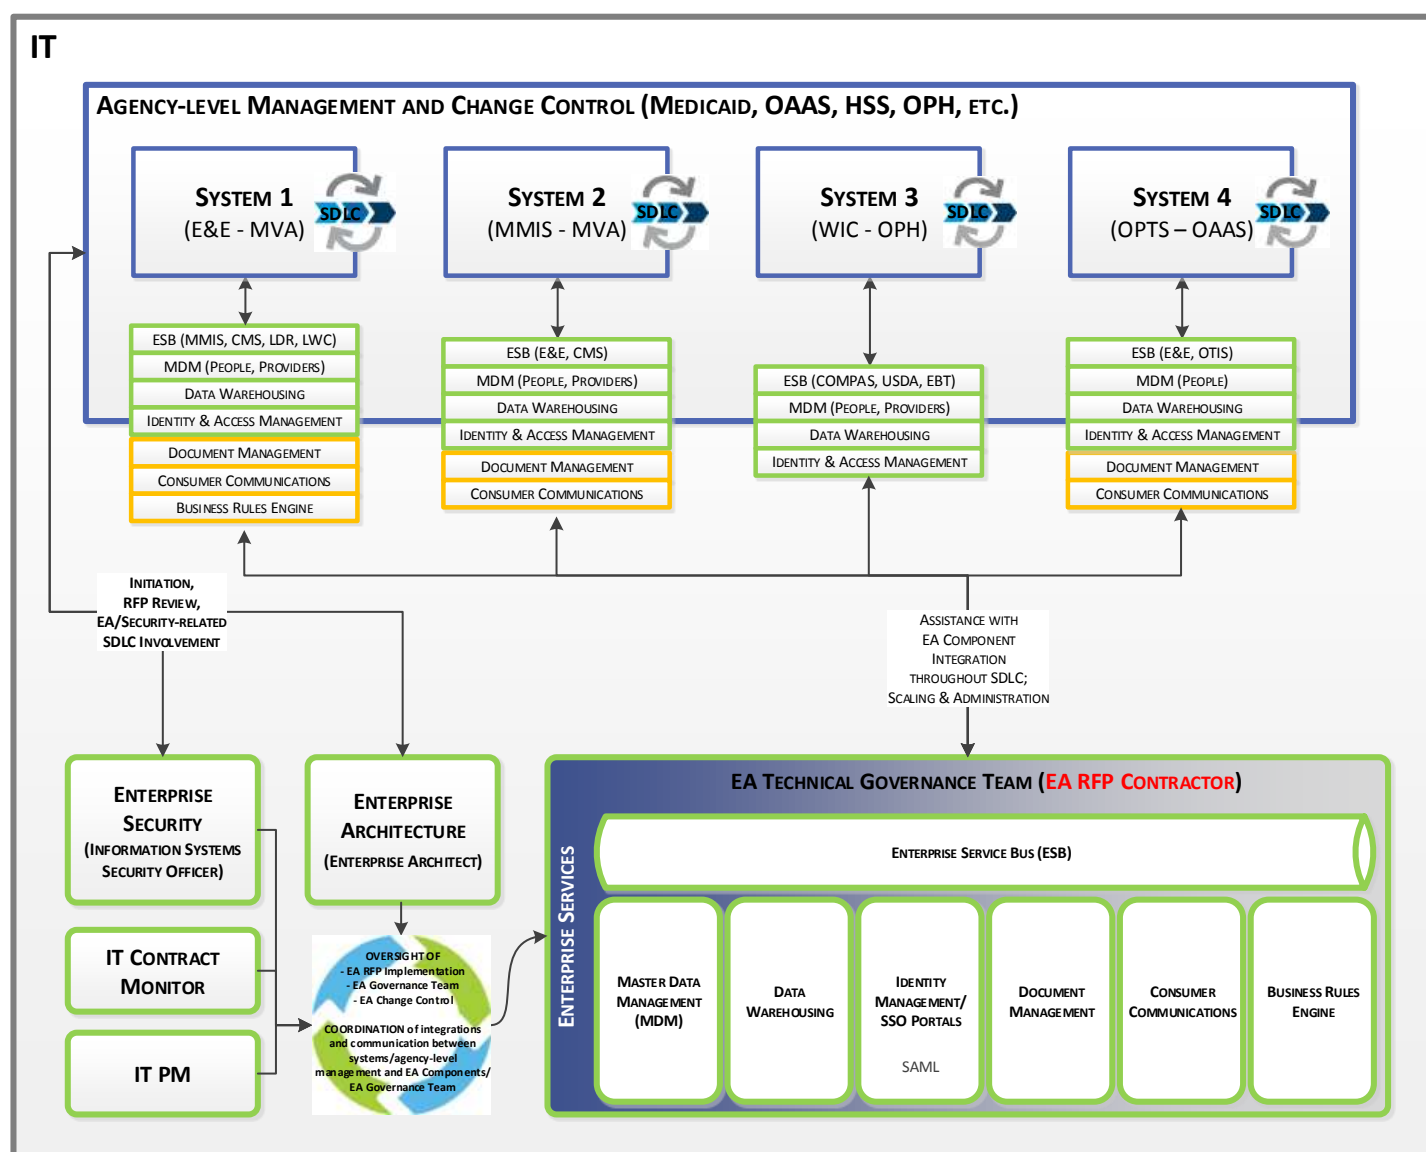 IT
AGENCY-LEVEL MANAGEMENT AND CHANGE CONTROL (MEDICAID, OAAS, HSS, OPH, ETC.)
SYSTEM 1
(E&E - MVA)
SDLC
SYSTEM 2
(MMIS - MVA)
SDLC
SYSTEM 3
(WIC - OPH)
SDLC
SYSTEM 4
(OPTS – OAAS)
SDLC
ESB (MMIS, CMS, LDR, LWC)
MDM (PEOPLE, PROVIDERS)
DATA WAREHOUSING
IDENTITY & ACCESS MANAGEMENT
DOCUMENT MANAGEMENT
CONSUMER COMMUNICATIONS
BUSINESS RULES ENGINE
ESB (E&E, CMS)
MDM (PEOPLE, PROVIDERS)
DATA WAREHOUSING
IDENTITY & ACCESS MANAGEMENT
DOCUMENT MANAGEMENT
CONSUMER COMMUNICATIONS
ESB (COMPAS, USDA, EBT)
MDM (PEOPLE, PROVIDERS)
DATA WAREHOUSING
IDENTITY & ACCESS MANAGEMENT
ESB (E&E, OTIS)
MDM (PEOPLE)
DATA WAREHOUSING
IDENTITY & ACCESS MANAGEMENT
DOCUMENT MANAGEMENT
CONSUMER COMMUNICATIONS
INITIATION,
RFP REVIEW,
EA/SECURITY-RELATED
SDLC INVOLVEMENT
ASSISTANCE WITH
EA COMPONENT
INTEGRATION
THROUGHOUT SDLC;
SCALING & ADMINISTRATION
ENTERPRISE
SECURITY
(INFORMATION SYSTEMS
SECURITY OFFICER)
IT CONTRACT
MONITOR
IT PM
ENTERPRISE
ARCHITECTURE
(ENTERPRISE ARCHITECT)
OVERSIGHT OF
- EA RFP Implementation
- EA Governance Team
- EA Change Control
COORDINATION of integrations
and communication between
systems/agency-level
management and EA Components/
EA Governance Team
EA TECHNICAL GOVERNANCE TEAM (EA RFP CONTRACTOR)
ENTERPRISE SERVICES
ENTERPRISE SERVICE BUS (ESB)
MASTER DATA
MANAGEMENT
(MDM)
DATA
WAREHOUSING
IDENTITY
MANAGEMENT/
SSO PORTALS
SAML
DOCUMENT
MANAGEMENT
CONSUMER
COMMUNICATIONS
BUSINESS RULES
ENGINE